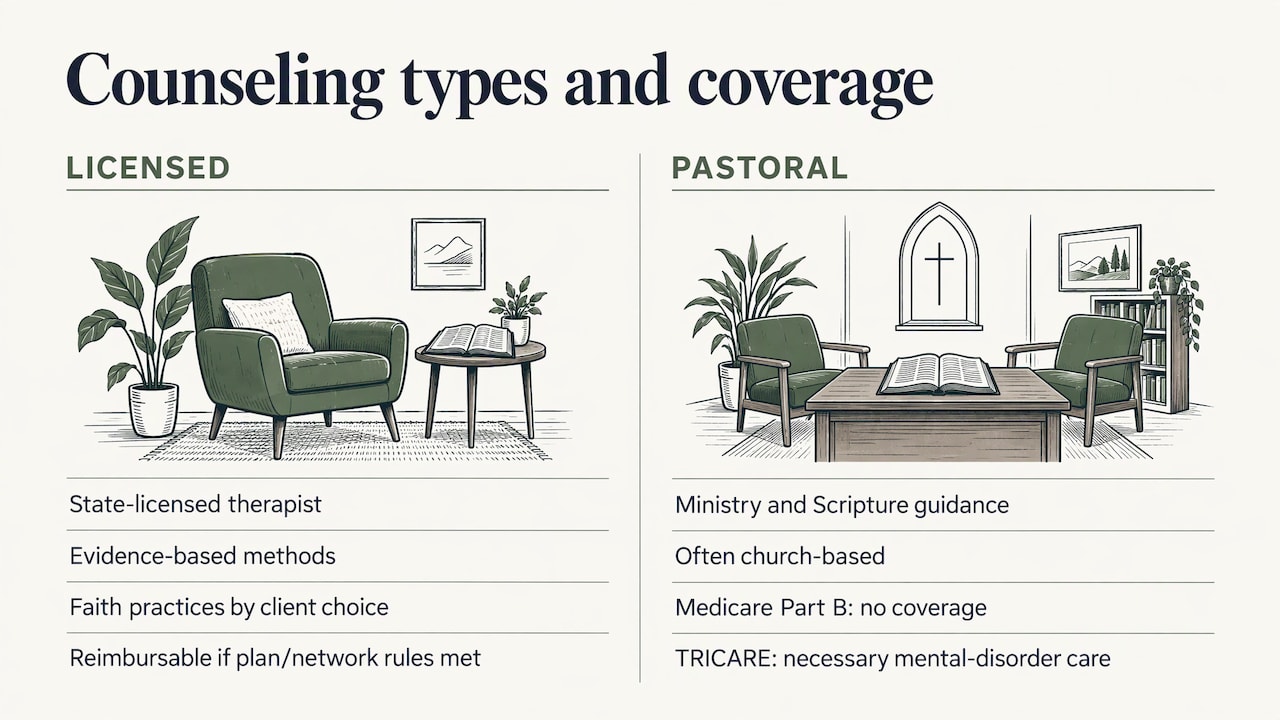 Counseling types and coverage
LICENSED
State-licensed therapist
Evidence-based methods
Faith practices by client choice
Reimbursable if plan/network rules met
PASTORAL
Ministry and Scripture guidance
Often church-based
Medicare Part B: no coverage
TRICARE: necessary mental-disorder care